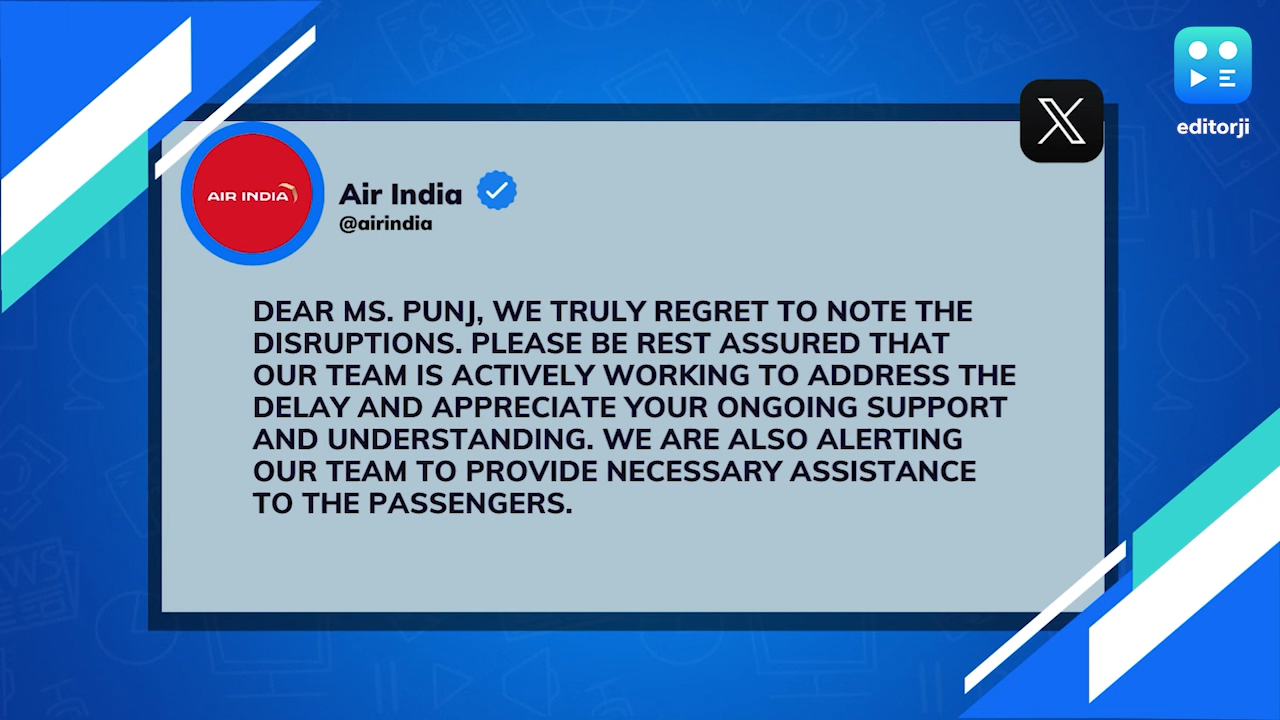 editorji
AIR INDIA
Air India
@airindia
DEAR MS. PUNJ, WE TRULY REGRET TO NOTE THE
DISRUPTIONS. PLEASE BE REST ASSURED THAT
OUR TEAM IS ACTIVELY WORKING TO ADDRESS THE
DELAY AND APPRECIATE YOUR ONGOING SUPPORT
AND UNDERSTANDING. WE ARE ALSO ALERTING
OUR TEAM TO PROVIDE NECESSARY ASSISTANCE
TO THE PASSENGERS.